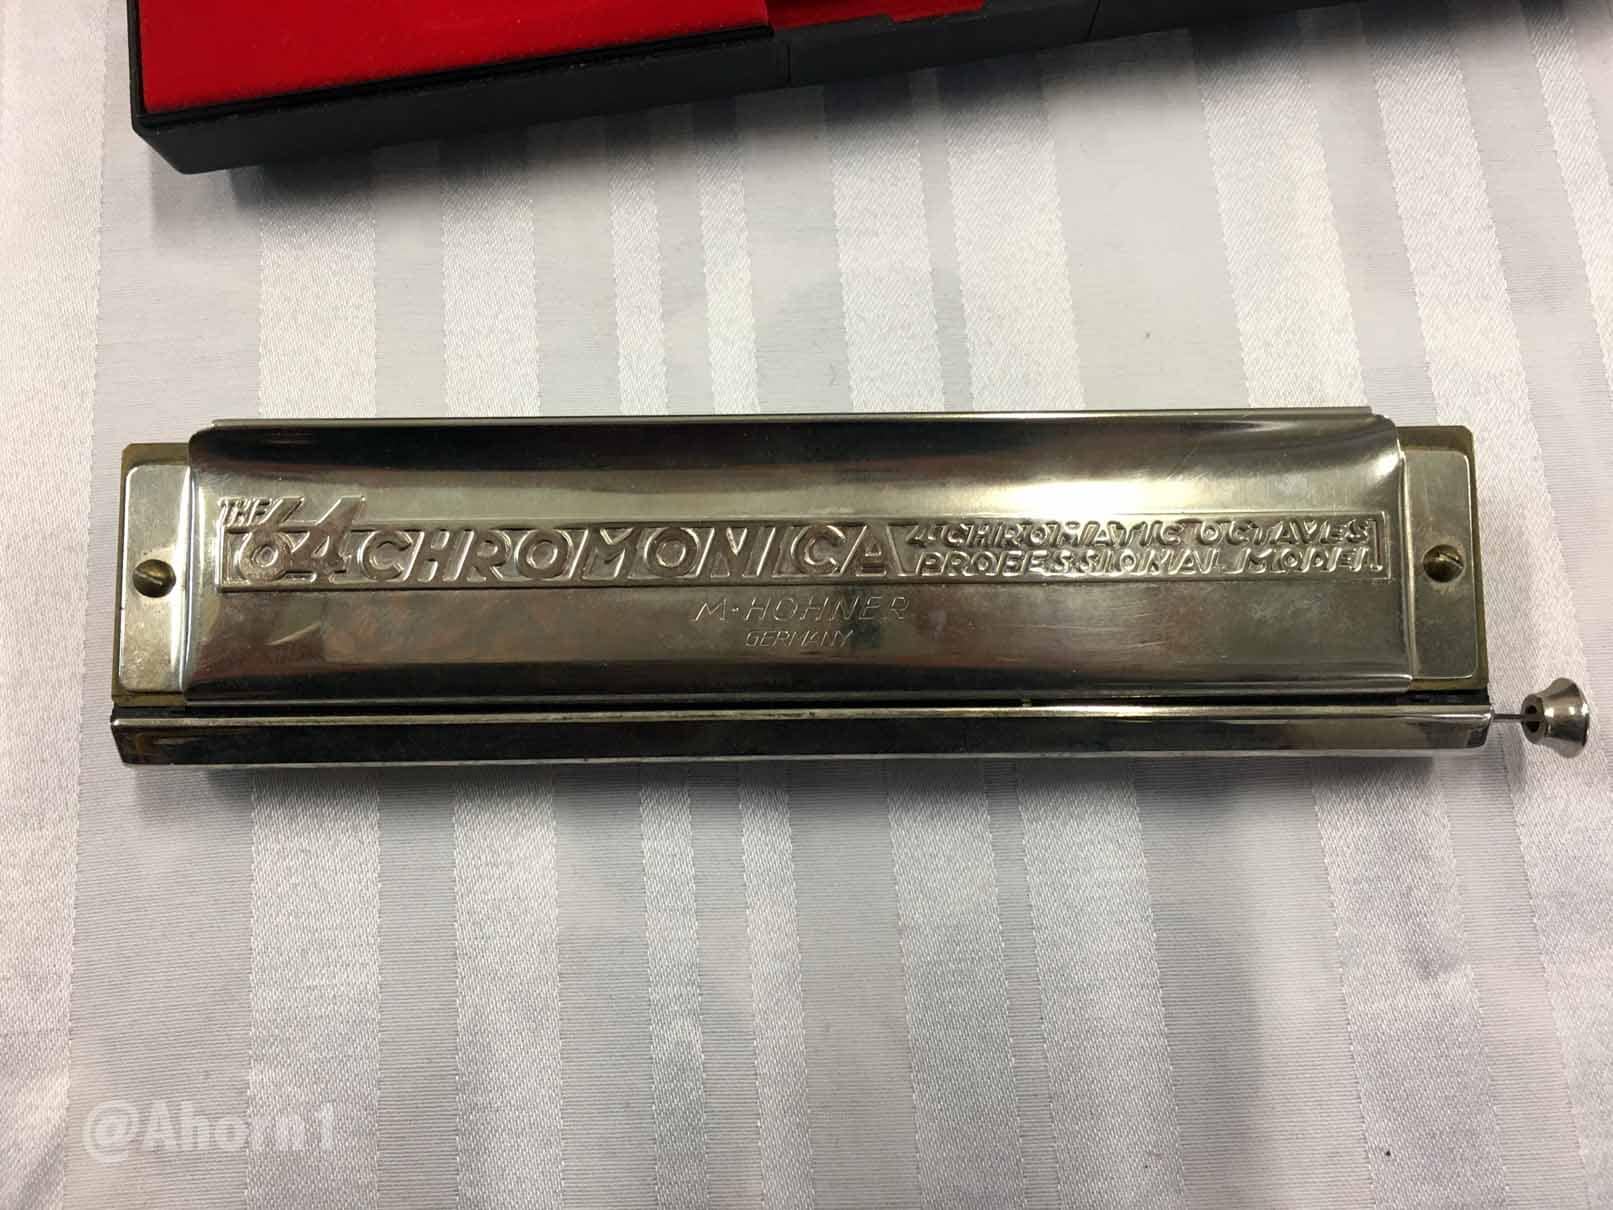 THE 64 CHROMONICA 4 CHROMATIC OCTAVES
PROFESSIONAL MODEL
M·HOHNER
GERMANY
@Ahorn1